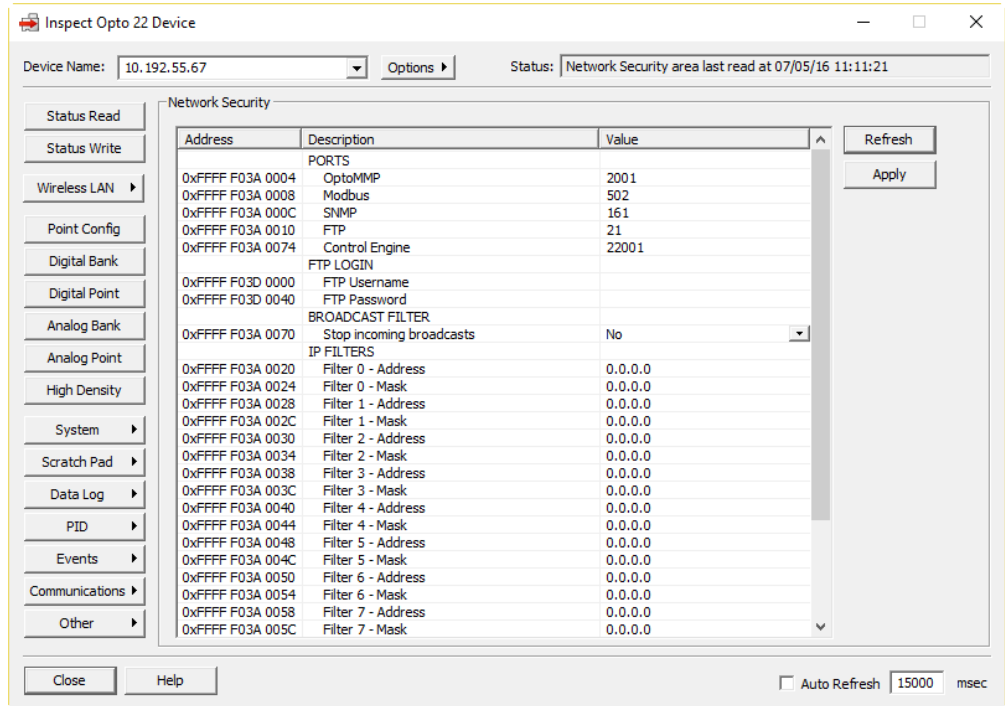 Inspect Opto 22 Device
Device Name: 10.192.55.67 Options Status: Network Security area last read at 07/05/16 11:11:21
Status Read
Status Write
Wireless LAN
Point Config
Digital Bank
Digital Point
Analog Bank
Analog Point
High Density
System
Scratch Pad
Data Log
PID
Events
Communications
Other
Network Security
Address Description Value
PORTS
0xFFFF F03A 0004 OptoMMP 2001
0xFFFF F03A 0008 Modbus 502
0xFFFF F03A 000C SNMP 161
0xFFFF F03A 0010 FTP 21
0xFFFF F03A 0074 Control Engine 22001
FTP LOGIN
0xFFFF F03D 0000 FTP Username
0xFFFF F03D 0040 FTP Password
BROADCAST FILTER
0xFFFF F03A 0070 Stop incoming broadcasts No
IP FILTERS
0xFFFF F03A 0020 Filter 0 - Address 0.0.0.0
0xFFFF F03A 0024 Filter 0 - Mask 0.0.0.0
0xFFFF F03A 0028 Filter 1 - Address 0.0.0.0
0xFFFF F03A 002C Filter 1 - Mask 0.0.0.0
0xFFFF F03A 0030 Filter 2 - Address 0.0.0.0
0xFFFF F03A 0034 Filter 2 - Mask 0.0.0.0
0xFFFF F03A 0038 Filter 3 - Address 0.0.0.0
0xFFFF F03A 003C Filter 3 - Mask 0.0.0.0
0xFFFF F03A 0040 Filter 4 - Address 0.0.0.0
0xFFFF F03A 0044 Filter 4 - Mask 0.0.0.0
0xFFFF F03A 0048 Filter 5 - Address 0.0.0.0
0xFFFF F03A 004C Filter 5 - Mask 0.0.0.0
0xFFFF F03A 0050 Filter 6 - Address 0.0.0.0
0xFFFF F03A 0054 Filter 6 - Mask 0.0.0.0
0xFFFF F03A 0058 Filter 7 - Address 0.0.0.0
0xFFFF F03A 005C Filter 7 - Mask 0.0.0.0
Refresh
Apply
Close Help Auto Refresh 15000 msec